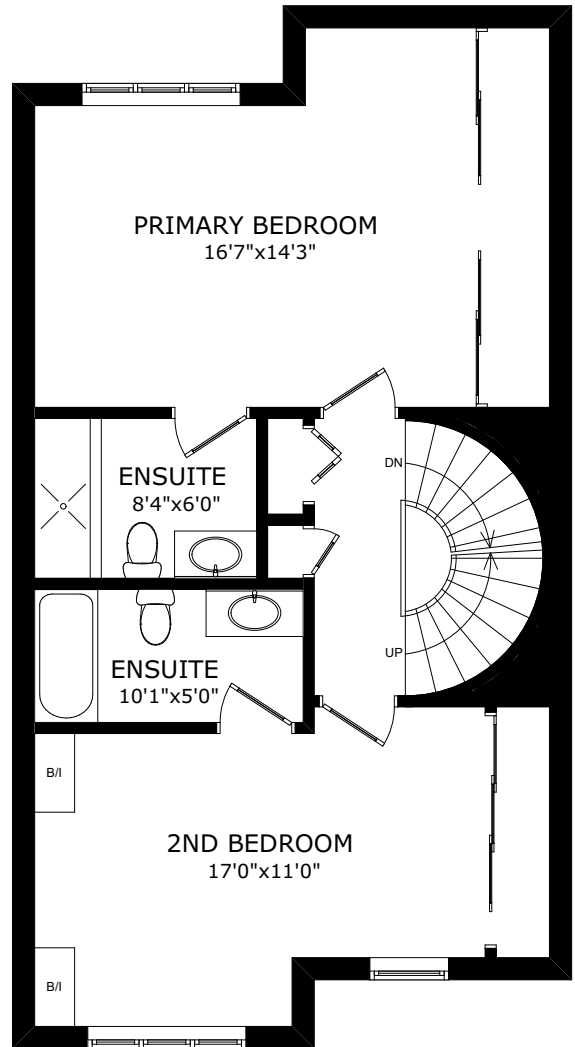 PRIMARY BEDROOM
16'7"x14'3"
ENSUITE
8'4"x6'0"
DN
UP
ENSUITE
10'1"x5'0"
B/I
2ND BEDROOM
17'0"x11'0"
B/I